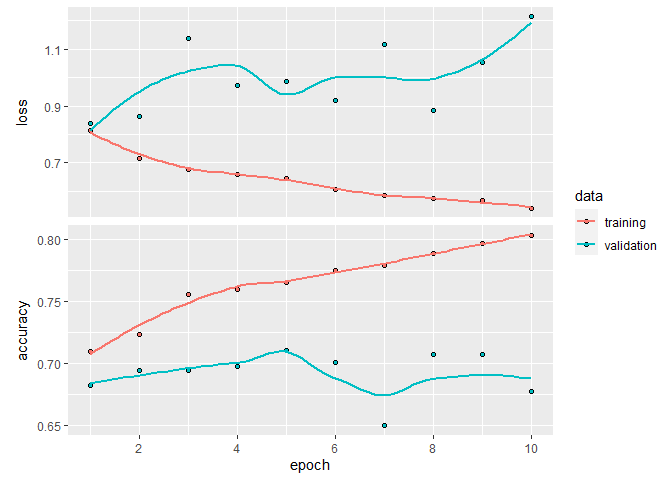 1.1
0.9
0.7
loss
0.80
0.75
0.70
0.65
accuracy
2 4 6 8 10
epoch
data
training
validation